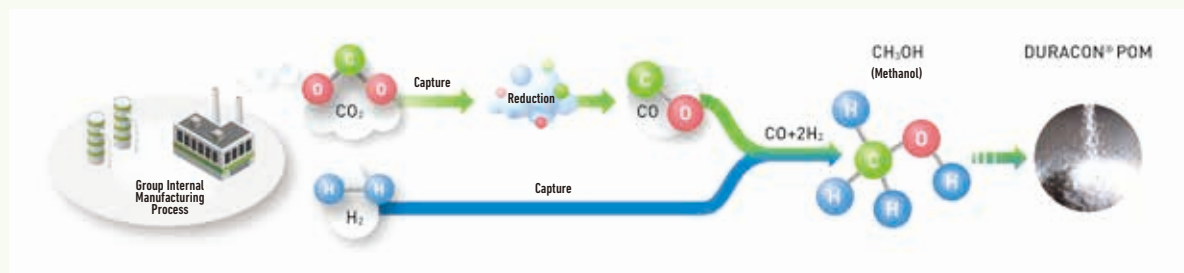 Group Internal
Manufacturing
Process
C
O
O
CO₂
Capture
Reduction
C
O
CO
H
H
H₂
Capture
CO+2H₂
CH₃OH
(Methanol)
H
C
O
H
H
H
DURACON® POM